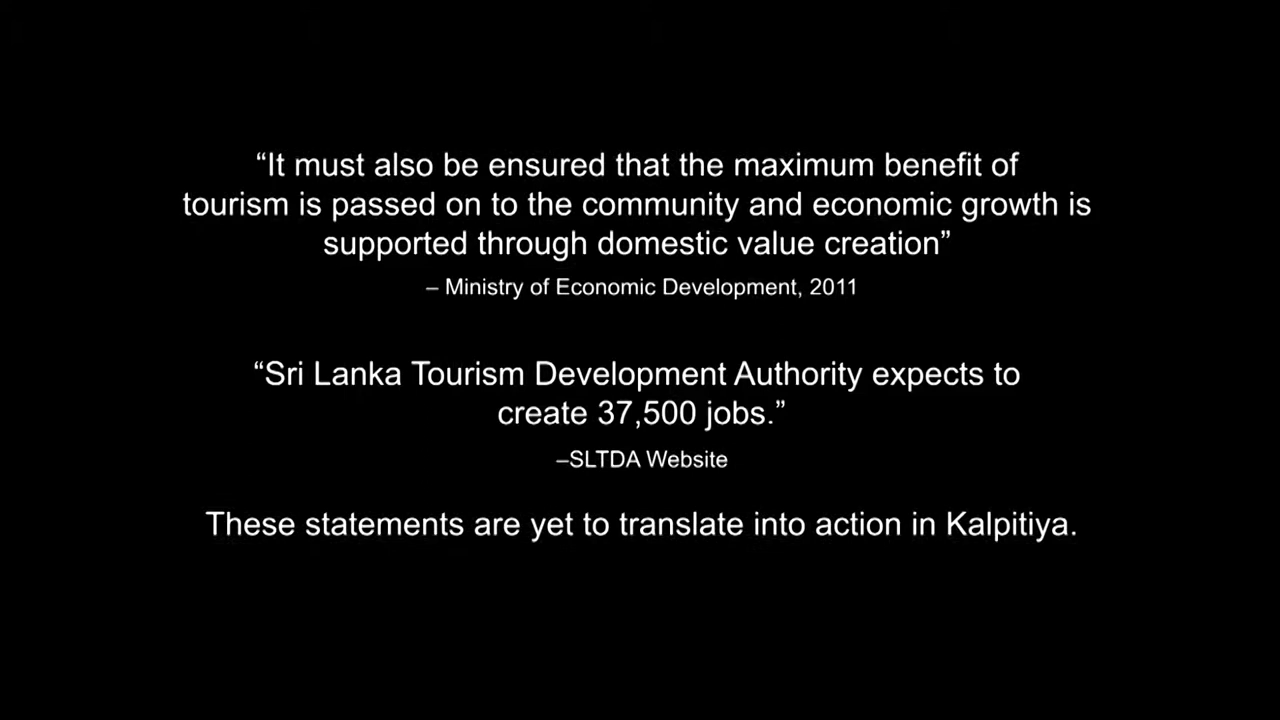 “It must also be ensured that the maximum benefit of
tourism is passed on to the community and economic growth is
supported through domestic value creation”
– Ministry of Economic Development, 2011
“Sri Lanka Tourism Development Authority expects to
create 37,500 jobs.”
–SLTDA Website
These statements are yet to translate into action in Kalpitiya.